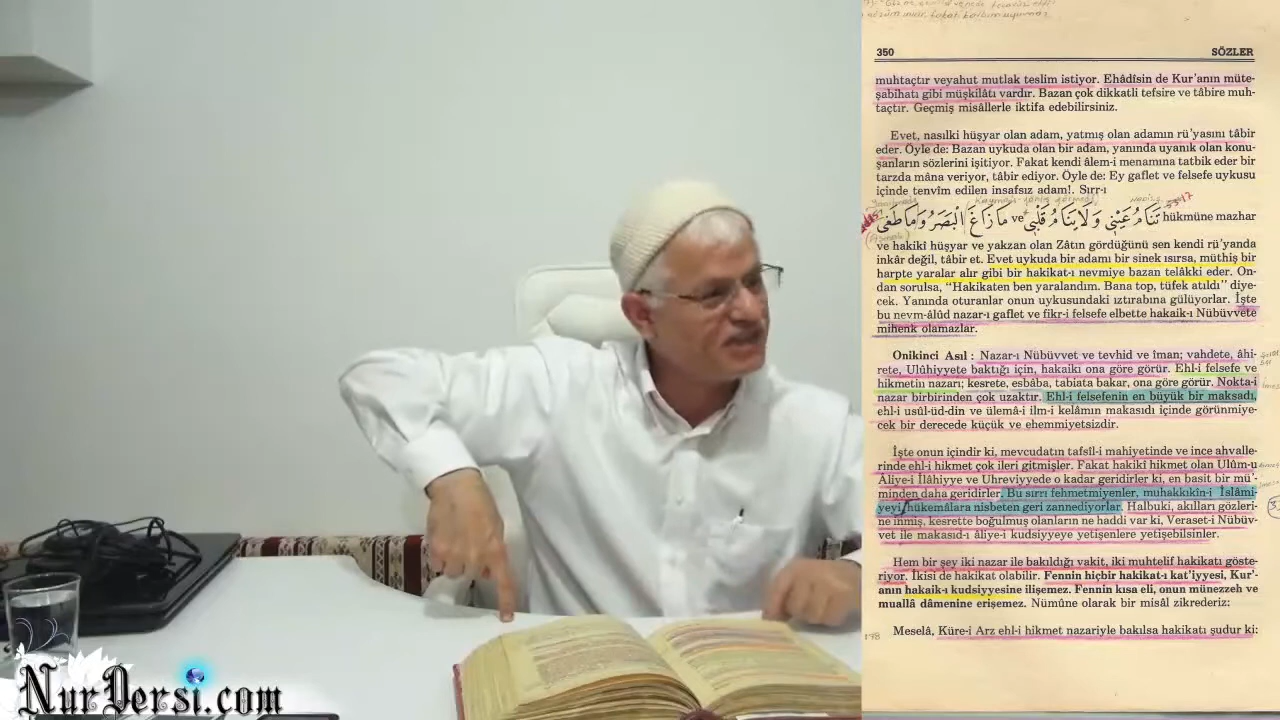 350 SÖZLER
muhtaçtır veyahut mutlak teslim istiyor. Ehâdîsin de Kur'anın müte-
şabihatı gibi müşkilâtı vardır. Bazan çok dikkatli tefsire ve tâbire muh-
taçtır. Geçmiş misâllerle iktifa edebilirsiniz.
Evet, nasılki hüşyar olan adam, yatmış olan adamın rü'yasını tâbir
eder. Öyle de: Bazan uykuda olan bir adam, yanında uyanık olan konu-
şanların sözlerini işitiyor. Fakat kendi âlem-i menamına tatbik eder bir
tarzda mâna veriyor, tâbir ediyor. Öyle de: Ey gaflet ve felsefe uykusu
içinde tenvîm edilen insafsız adam!. Sırr-ı
مَا زَاغَ الْبَصَرُ وَمَا طَغَى ve تَنَامُ عَيْنِي وَلَا يَنَامُ قَلْبِي hükmüne mazhar
ve hakikî hüşyar ve yakzan olan Zâtın gördüğünü sen kendi rü'yanda
inkâr değil, tâbir et. Evet uykuda bir adamı bir sinek ısırsa, müthiş bir
harpte yaralar alır gibi bir hakikat-ı nevmiye bazan telâkki eder. On-
dan sorulsa, "Hakikaten ben yaralandım. Bana top, tüfek atıldı" diye-
cek. Yanında oturanlar onun uykusundaki ıztırabına gülüyorlar. İşte
bu nevm-âlûd nazar-ı gaflet ve fikr-i felsefe elbette hakaik-ı Nübüvvete
mihenk olamazlar.
Onikinci Asıl : Nazar-ı Nübüvvet ve tevhid ve îman; vahdete, âhi-
rete, Ulûhiyyete baktığı için, hakaiki ona göre görür. Ehl-i felsefe ve
hikmetin nazarı; kesrete, esbâba, tabiata bakar, ona göre görür. Nokta-i
nazar birbirinden çok uzaktır. Ehl-i felsefenin en büyük bir maksadı,
ehl-i usûl-üd-din ve ülemâ-i ilm-i kelâmın makasıdı içinde görünmiye-
cek bir derecede küçük ve ehemmiyetsizdir.
İşte onun içindir ki, mevcudatın tafsîl-i mahiyetinde ve ince ahvalle-
rinde ehl-i hikmet çok ileri gitmişler. Fakat hakikî hikmet olan Ulûm-u
Âliye-i İlâhiyye ve Uhreviyyede o kadar geridirler ki, en basit bir mü'-
minden daha geridirler. Bu sırrı fehmetmiyenler, muhakkıkîn-i İslâmi-
yeyi hükemâlara nisbeten geri zannediyorlar. Halbuki, akılları gözleri-
ne inmiş, kesrette boğulmuş olanların ne haddi var ki, Veraset-i Nübüv-
vet ile makasıd-ı âliye-i kudsiyyeye yetişenlere yetişebilsinler.
Hem bir şey iki nazar ile bakıldığı vakit, iki muhtelif hakikatı göste-
riyor. İkisi de hakikat olabilir. Fennin hiçbir hakikat-ı kat'iyyesi, Kur'-
anın hakaik-ı kudsiyyesine ilişemez. Fennin kısa eli, onun münezzeh ve
muallâ dâmenine erişemez. Nümûne olarak bir misâl zikrederiz:
Meselâ, Küre-i Arz ehl-i hikmet nazariyle bakılsa hakikatı şudur ki:
NurDersi.com